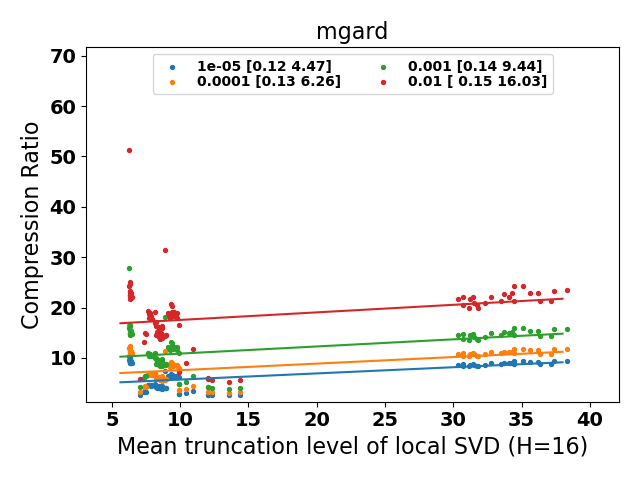 mgard
1e-05 [0.12 4.47]
0.0001 [0.13 6.26]
0.001 [0.14 9.44]
0.01 [ 0.15 16.03]
Compression Ratio
70
60
50
40
30
20
10
5 10 15 20 25 30 35 40
Mean truncation level of local SVD (H=16)